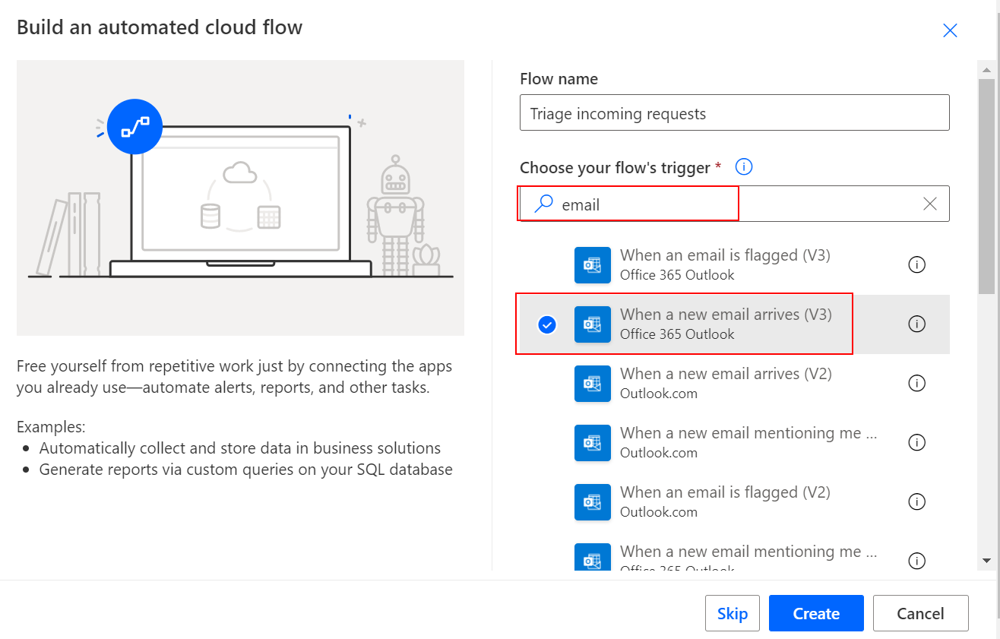 Build an automated cloud flow
Free yourself from repetitive work just by connecting the apps
you already use—automate alerts, reports, and other tasks.
Examples:
Automatically collect and store data in business solutions
Generate reports via custom queries on your SQL database
Flow name
Triage incoming requests
Choose your flow's trigger *
email
When an email is flagged (V3)
Office 365 Outlook
When a new email arrives (V3)
Office 365 Outlook
When a new email arrives (V2)
Outlook.com
When a new email mentioning me ...
Outlook.com
When an email is flagged (V2)
Outlook.com
When a new email mentioning me ...
Office 365 Outlook
Skip
Create
Cancel